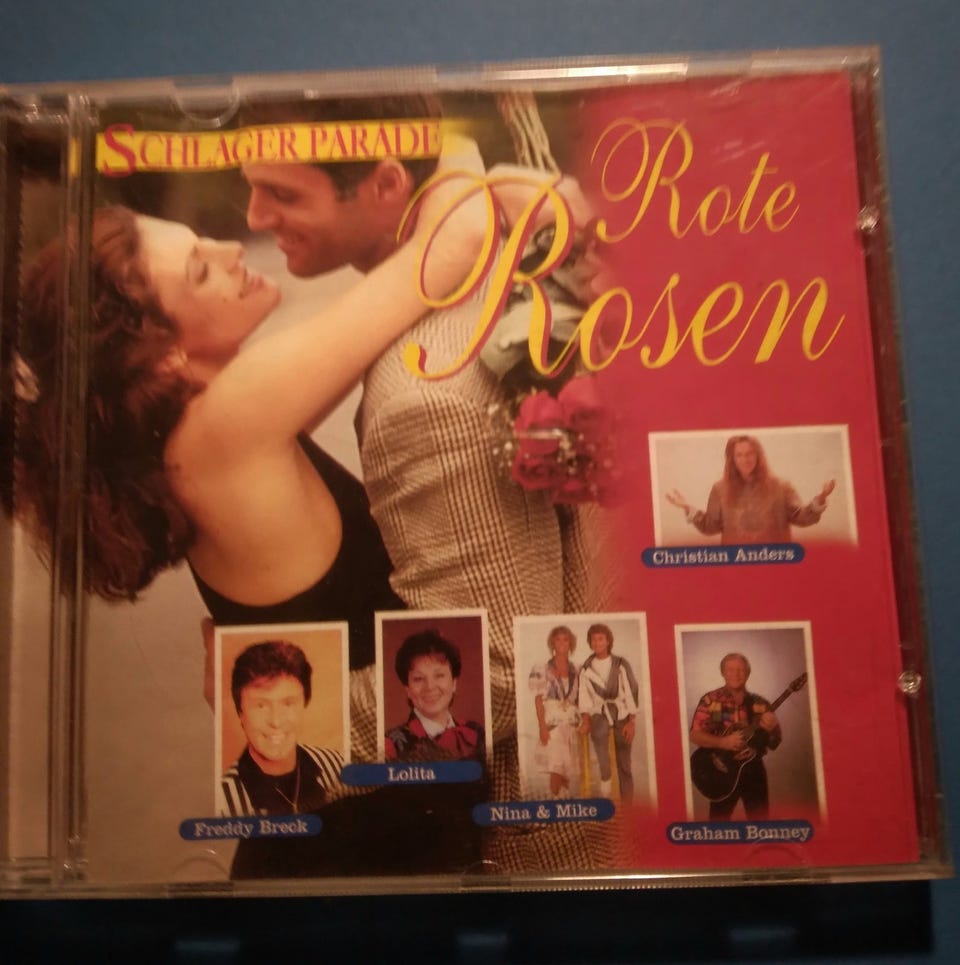 SCHLAGER PARADE
Rote
Rosen
Christian Anders
Lolita
Nina & Mike
Freddy Breck
Graham Bonney